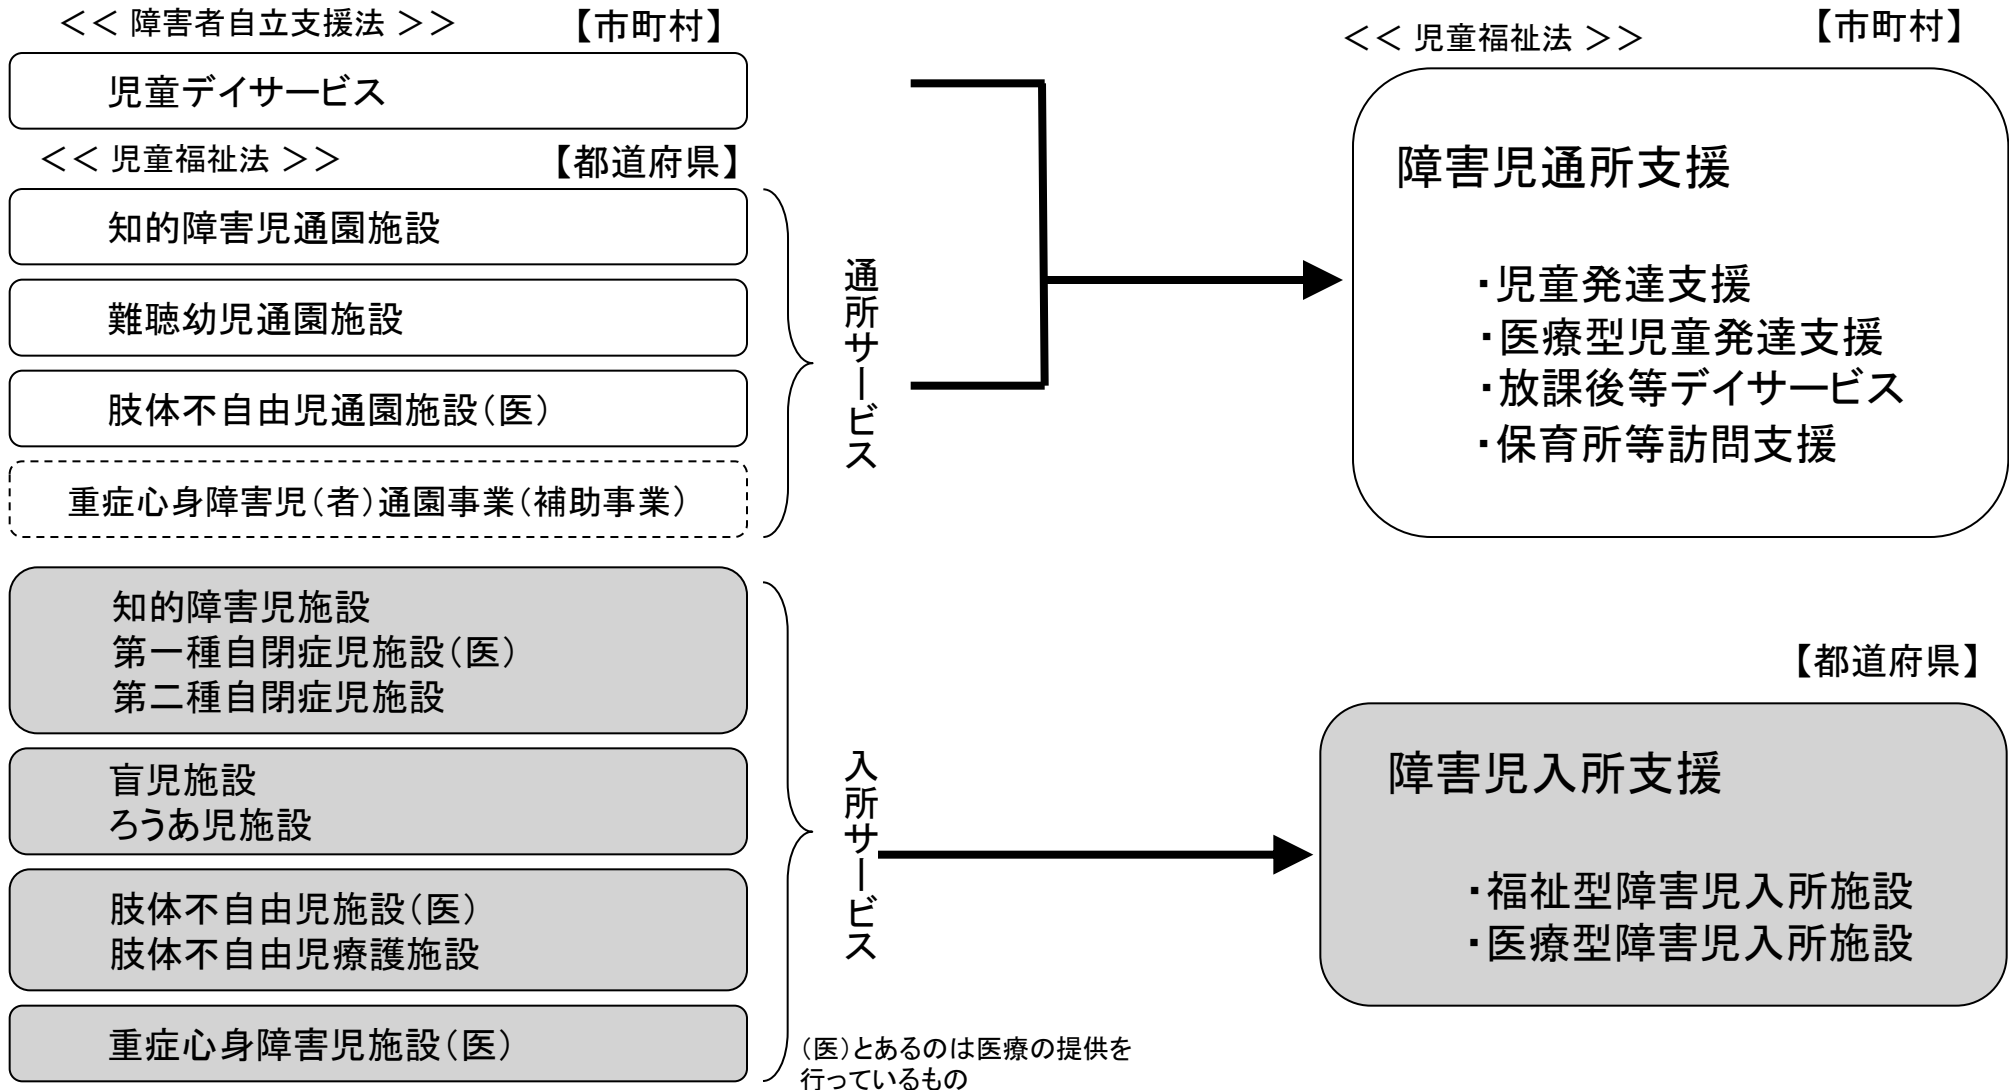 << 障害者自立支援法 >>
【市町村】
児童デイサービス
<< 児童福祉法 >>
【都道府県】
知的障害児通園施設
難聴幼児通園施設
肢体不自由児通園施設(医)
重症心身障害児(者)通園事業(補助事業)
通所サービス
知的障害児施設
第一種自閉症児施設(医)
第二種自閉症児施設
盲児施設
ろうあ児施設
肢体不自由児施設(医)
肢体不自由児療護施設
重症心身障害児施設(医)
入所サービス
(医)とあるのは医療の提供を
行っているもの
<< 児童福祉法 >>
【市町村】
障害児通所支援
・児童発達支援
・医療型児童発達支援
・放課後等デイサービス
・保育所等訪問支援
【都道府県】
障害児入所支援
・福祉型障害児入所施設
・医療型障害児入所施設